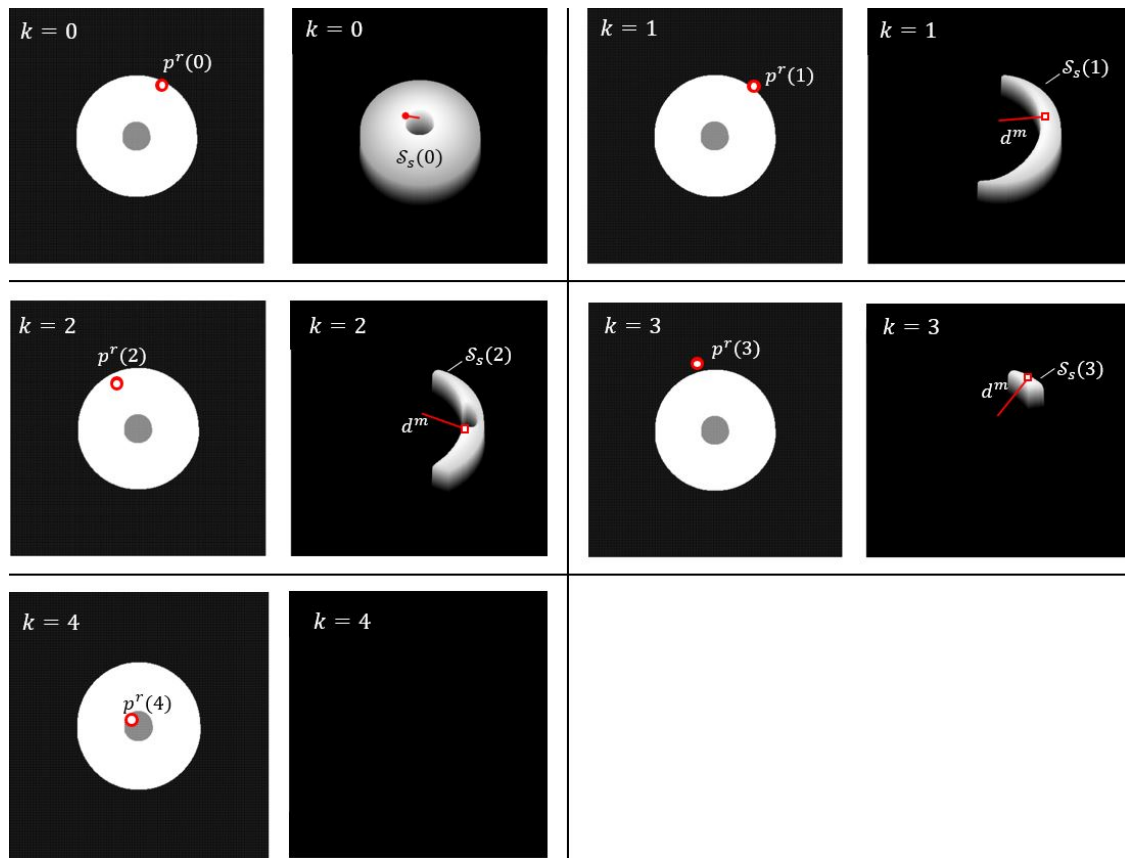 k = 0
p^r(0)
k = 0
𝒮_s(0)
k = 1
p^r(1)
k = 1
𝒮_s(1)
d^m
k = 2
p^r(2)
k = 2
𝒮_s(2)
d^m
k = 3
p^r(3)
k = 3
𝒮_s(3)
d^m
k = 4
p^r(4)
k = 4